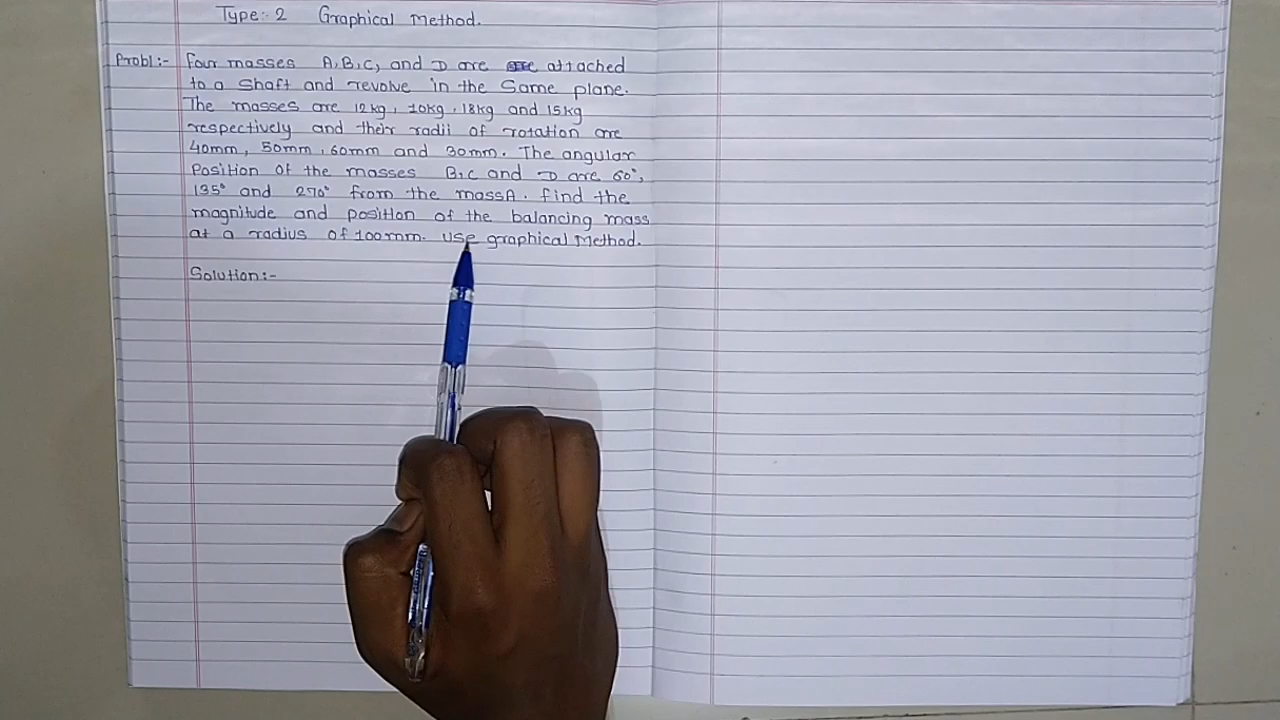 Type:- 2 Graphical Method.
Prob1:- Four masses A, B, C, and D are attached
to a shaft and revolve in the same plane.
The masses are 12kg, 10kg, 18kg and 15kg
respectively and their radii of rotation are
40mm, 50mm, 60mm and 30mm. The angular
Position of the masses B, C and D are 60°,
135° and 270° from the mass A. find the
magnitude and position of the balancing mass
at a radius of 100mm. use graphical Method.
Solution:-